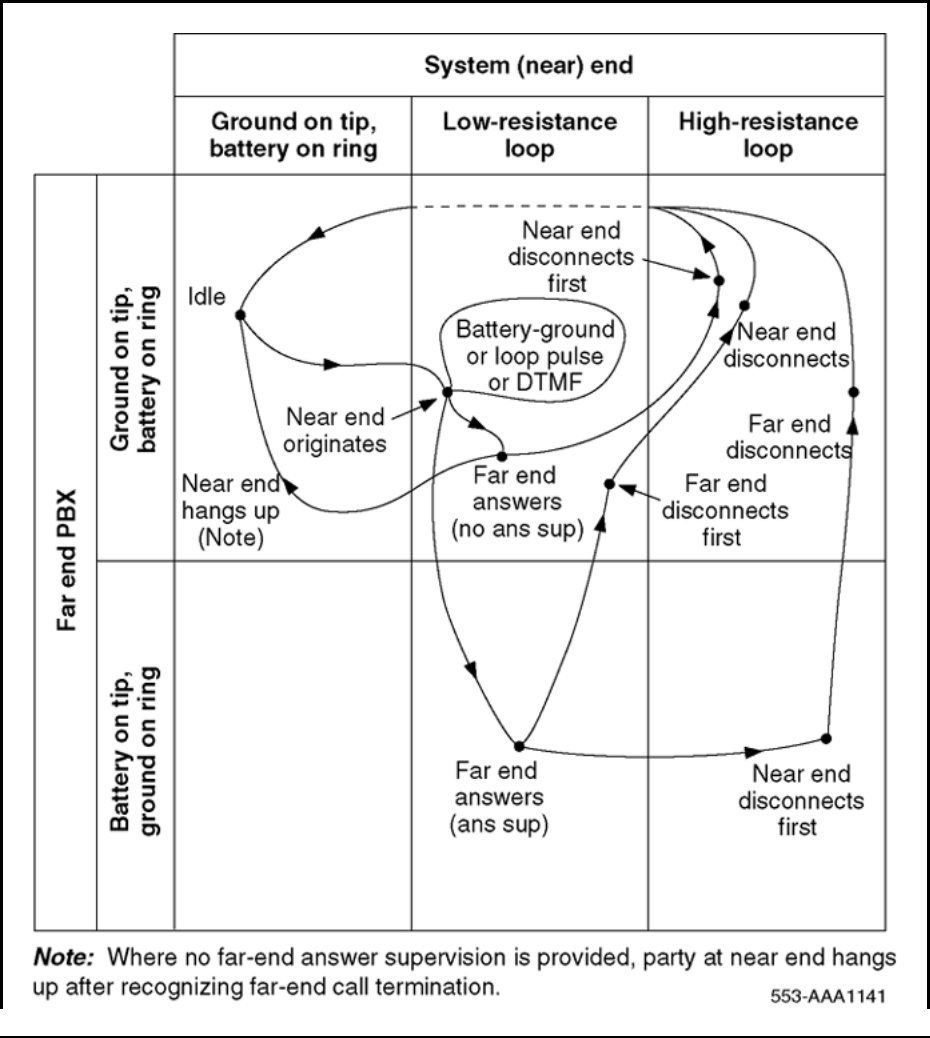 System (near) end
Ground on tip,
battery on ring
Low-resistance
loop
High-resistance
loop
Far end PBX
Ground on tip,
battery on ring
Idle
Near end
disconnects
first
Battery-ground
or loop pulse
or DTMF
Near end
disconnects
Near end
originates
Far end
disconnects
Near end
hangs up
(Note)
Far end
answers
(no ans sup)
Far end
disconnects
first
Battery on tip,
ground on ring
Far end
answers
(ans sup)
Near end
disconnects
first
Note: Where no far-end answer supervision is provided, party at near end hangs
up after recognizing far-end call termination.
553-AAA1141